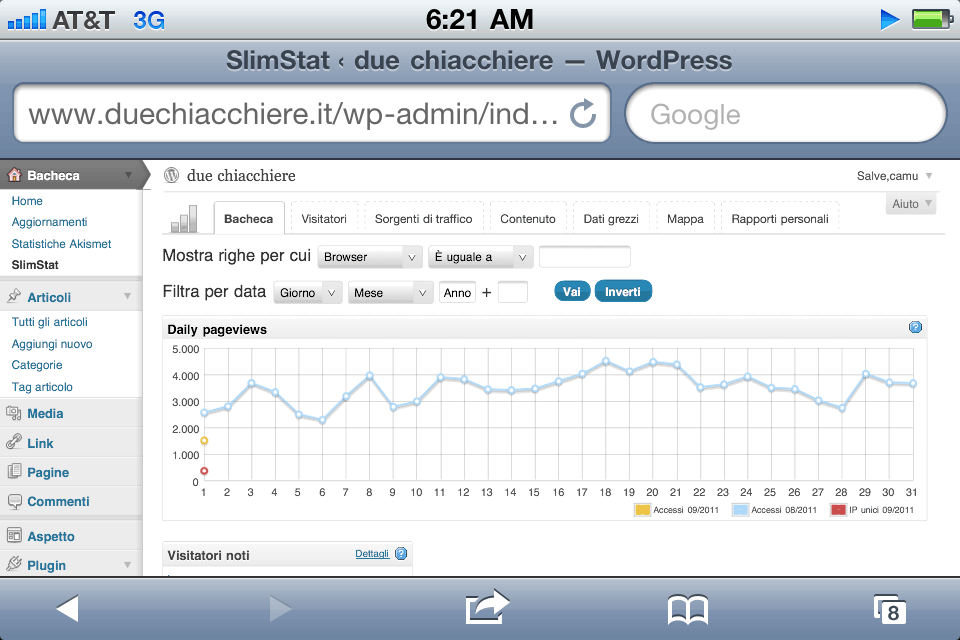 AT&T 3G 6:21 AM
SlimStat ‹ due chiacchiere — WordPress
www.duechiacchiere.it/wp-admin/ind... Google
Bacheca
Home
Aggiornamenti
Statistiche Akismet
SlimStat
Articoli
Tutti gli articoli
Aggiungi nuovo
Categorie
Tag articolo
Media
Link
Pagine
Commenti
Aspetto
Plugin
due chiacchiere Salve,camu
Aiuto
Bacheca Visitatori Sorgenti di traffico Contenuto Dati grezzi Mappa Rapporti personali
Mostra righe per cui Browser È uguale a
Filtra per data Giorno Mese Anno + Vai Inverti
Daily pageviews ?
5.000
4.000
3.000
2.000
1.000
0
1 2 3 4 5 6 7 8 9 10 11 12 13 14 15 16 17 18 19 20 21 22 23 24 25 26 27 28 29 30 31
Accessi 09/2011 Accessi 08/2011 IP unici 09/2011
Visitatori noti Dettagli ?
8